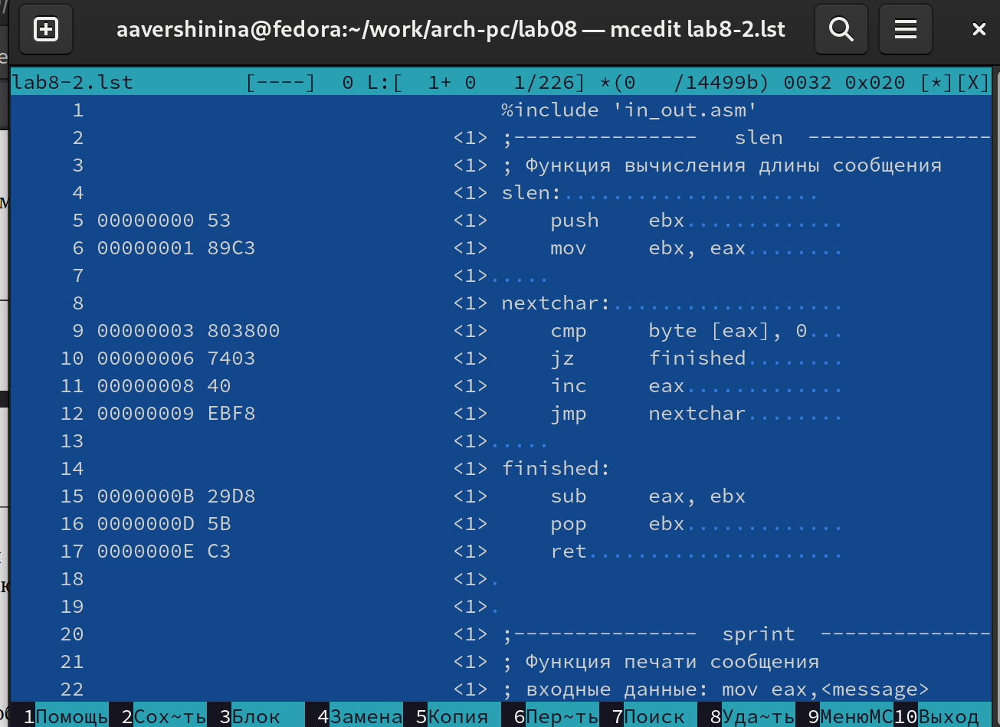 aavershinina@fedora:~/work/arch-pc/lab08 — mcedit lab8-2.lst
lab8-2.lst [----] 0 L:[ 1+ 0 1/226] *(0 /14499b) 0032 0x020 [*][X]
1 %include 'in_out.asm'
2 <1> ;--------------- slen ---------------
3 <1> ; Функция вычисления длины сообщения
4 <1> slen:.....................
5 00000000 53 <1> push ebx.............
6 00000001 89C3 <1> mov ebx, eax........
7 <1>.....
8 <1> nextchar:...................
9 00000003 803800 <1> cmp byte [eax], 0...
10 00000006 7403 <1> jz finished........
11 00000008 40 <1> inc eax.............
12 00000009 EBF8 <1> jmp nextchar........
13 <1>.....
14 <1> finished:
15 0000000B 29D8 <1> sub eax, ebx
16 0000000D 5B <1> pop ebx.............
17 0000000E C3 <1> ret.....................
18 <1>.
19 <1>.
20 <1> ;--------------- sprint --------------
21 <1> ; Функция печати сообщения
22 <1> ; входные данные: mov eax,<message>
1Помощь 2Сох~ть 3Блок 4Замена 5Копия 6Пер~ть 7Поиск 8Уда~ть 9МенюMC 10Выход